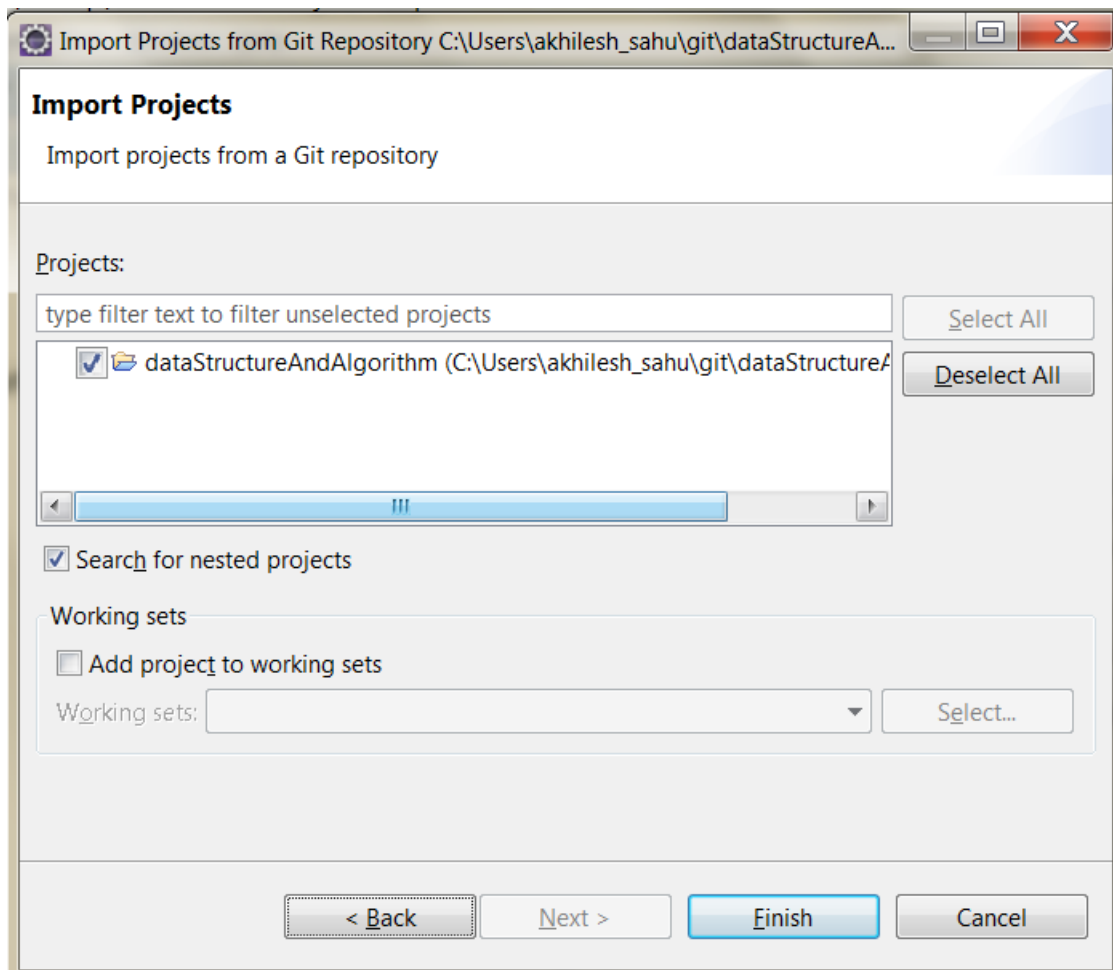 Import Projects from Git Repository C:\Users\akhilesh_sahu\git\dataStructureA...
Import Projects
Import projects from a Git repository
Projects:
type filter text to filter unselected projects
Select All
dataStructureAndAlgorithm (C:\Users\akhilesh_sahu\git\dataStructureA
Deselect All
Search for nested projects
Working sets
Add project to working sets
Working sets:
Select...
< Back
Next >
Finish
Cancel